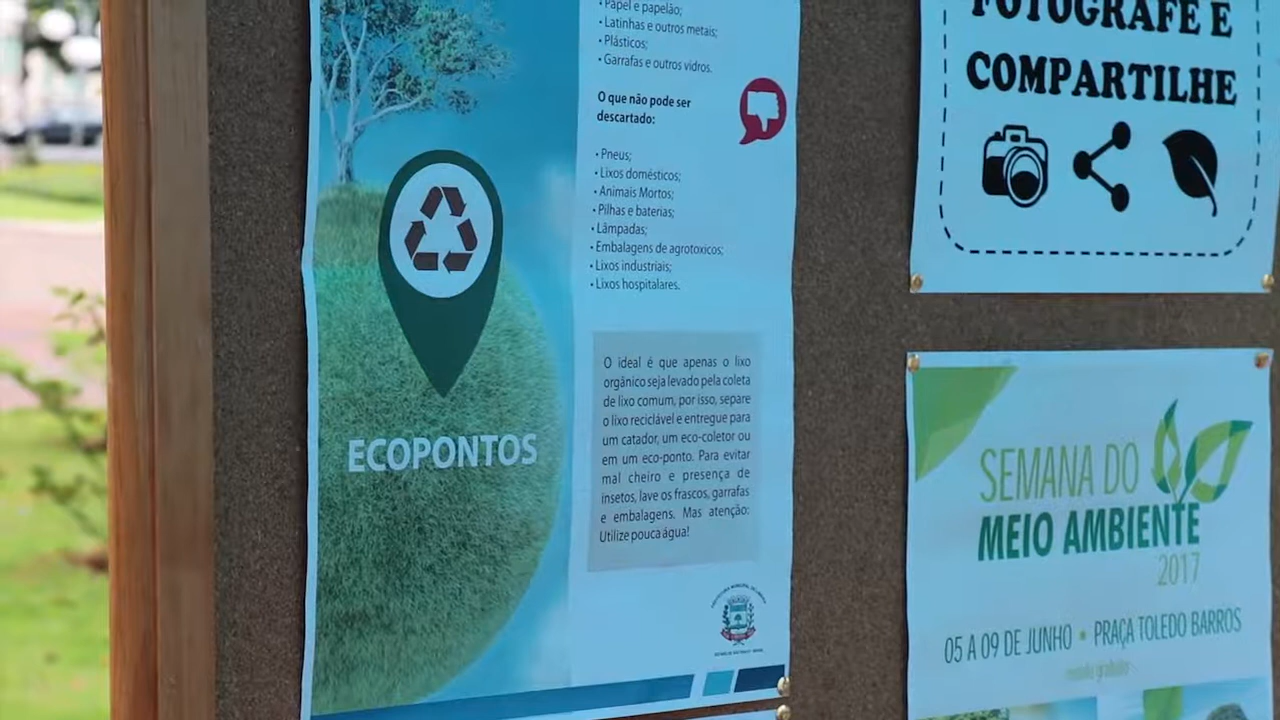 • Papel e papelão;
• Latinhas e outros metais;
• Plásticos;
• Garrafas e outros vidros.
O que não pode ser
descartado:
• Pneus;
• Lixos domésticos;
• Animais Mortos;
• Pilhas e baterias;
• Lâmpadas;
• Embalagens de agrotoxicos;
• Lixos industriais;
• Lixos hospitalares.
O ideal é que apenas o lixo
orgânico seja levado pela coleta
de lixo comum, por isso, separe
o lixo reciclável e entregue para
um catador, um eco-coletor ou
em um eco-ponto. Para evitar
mal cheiro e presença de
insetos, lave os frascos, garrafas
e embalagens. Mas atenção:
Utilize pouca água!
ECOPONTOS
FOTOGRAFE E
COMPARTILHE
SEMANA DO
MEIO AMBIENTE
2017
05 A 09 DE JUNHO • PRAÇA TOLEDO BARROS